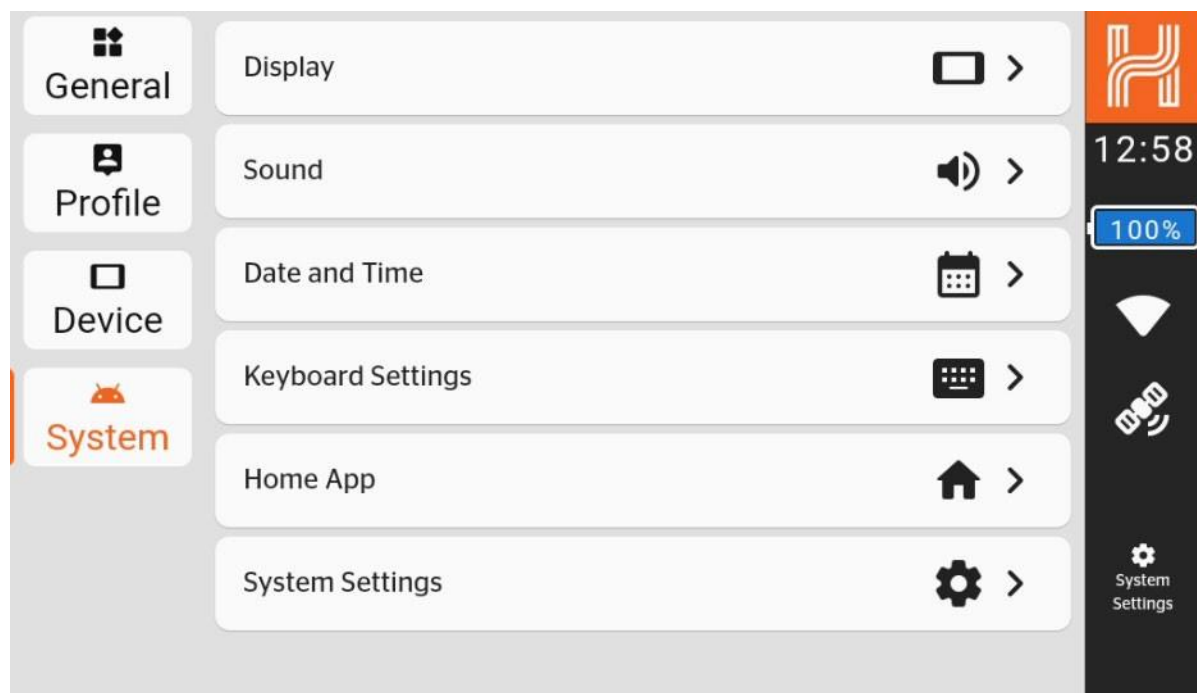 General
Profile
Device
System
Display
Sound
Date and Time
Keyboard Settings
Home App
System Settings
12:58
100%
System
Settings